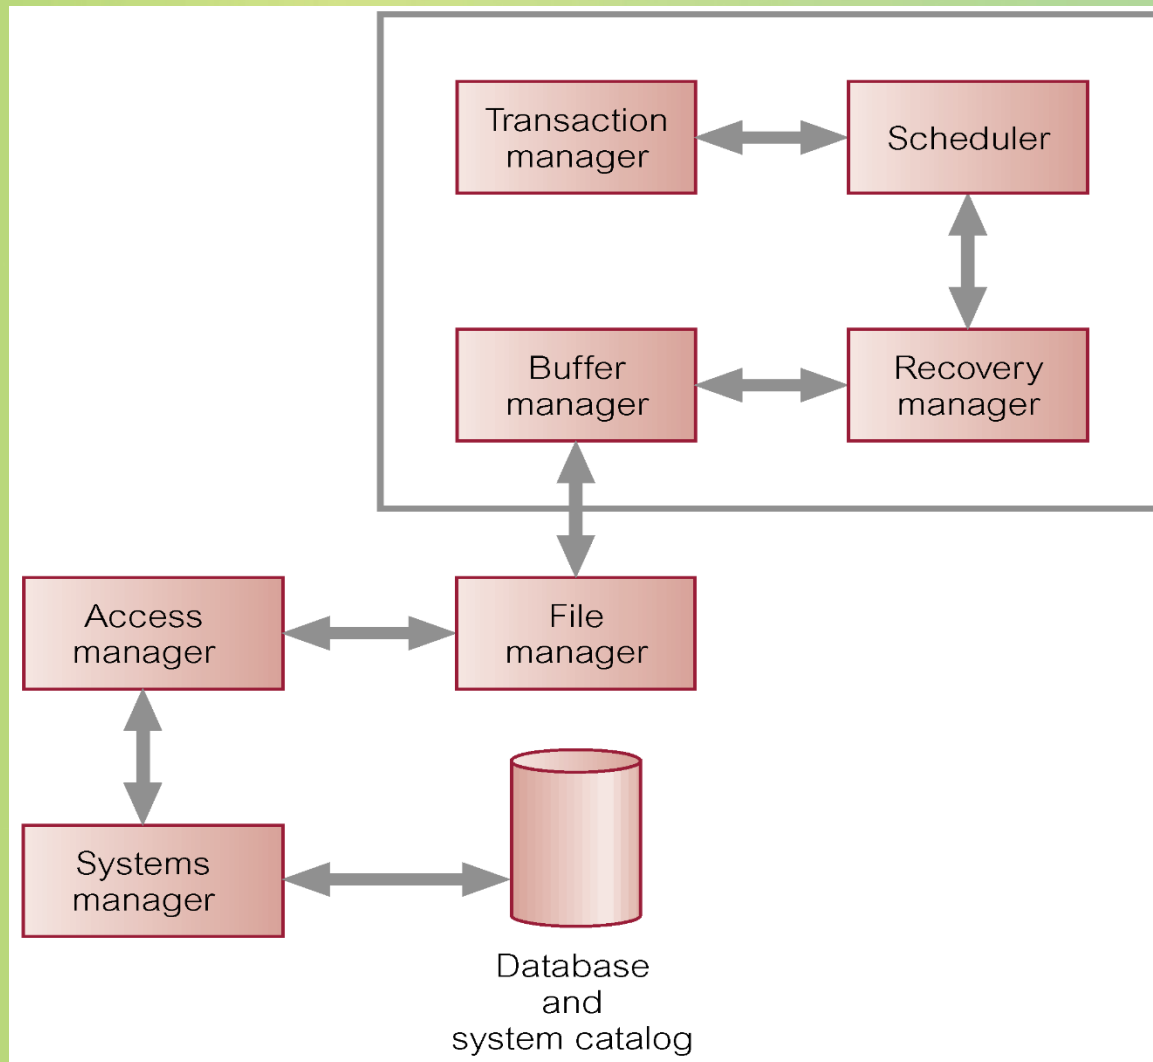 Transaction
manager
Scheduler
Buffer
manager
Recovery
manager
Access
manager
File
manager
Systems
manager
Database
and
system catalog